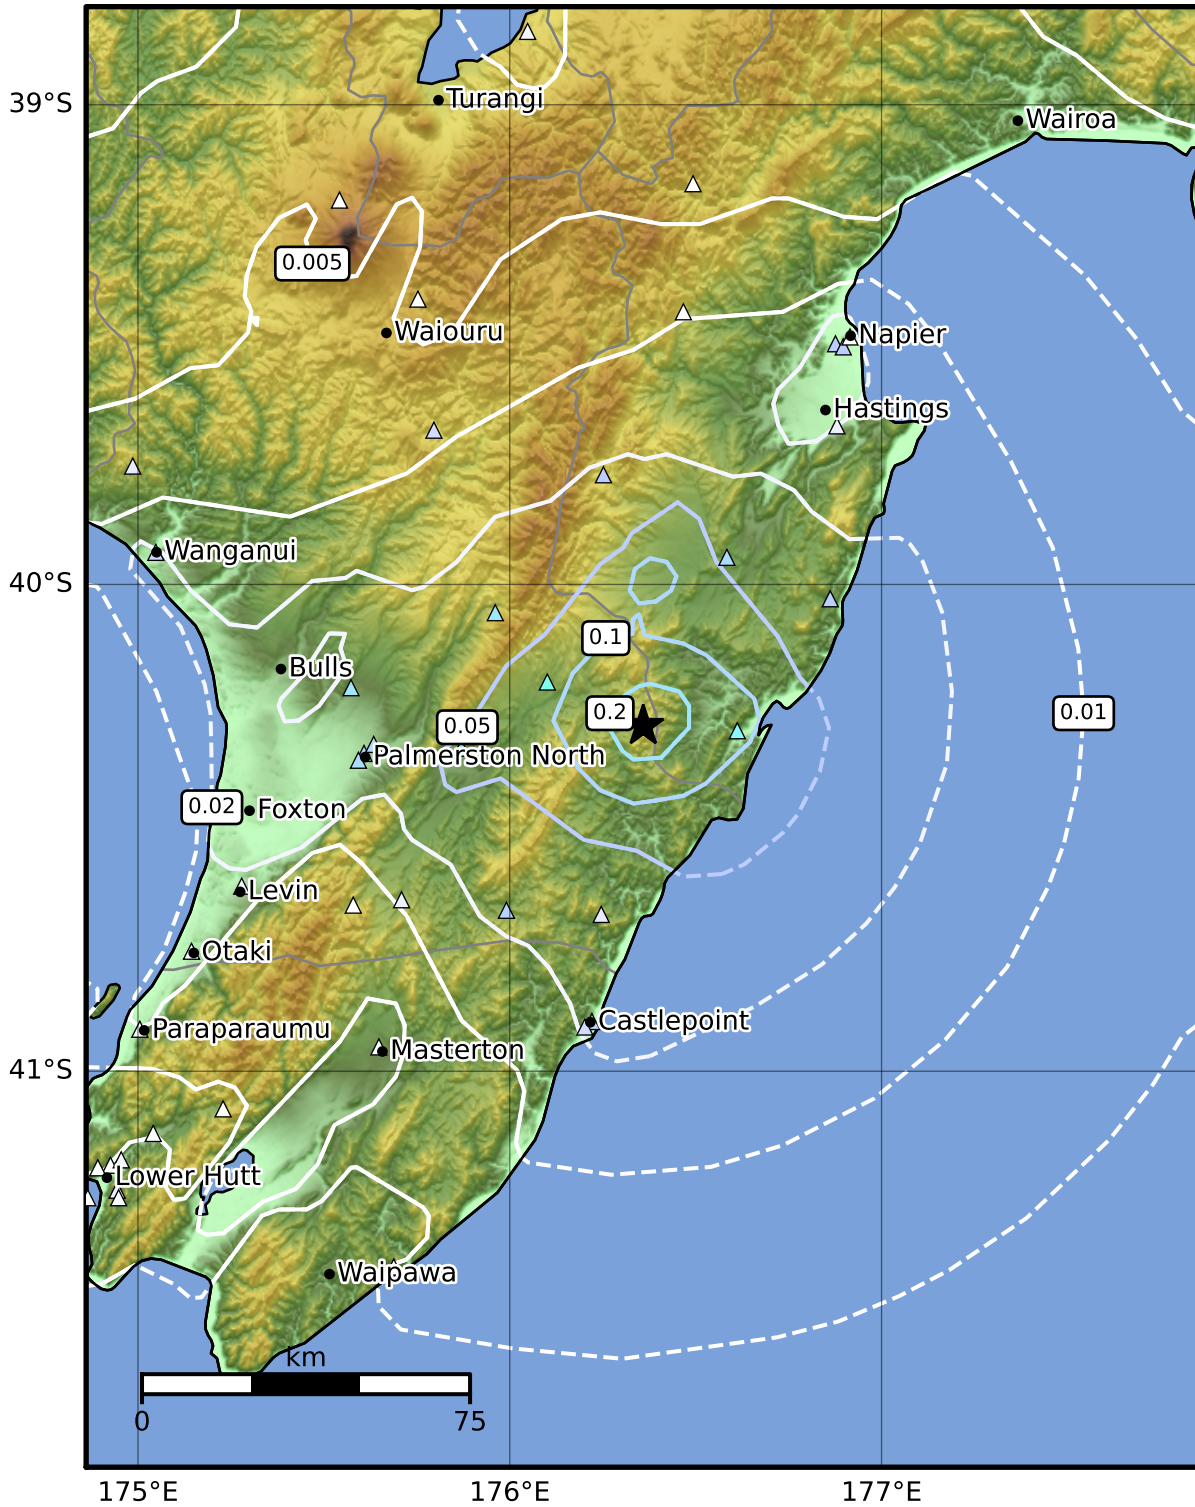 39°S
Turangi
Wairoa
0.005
Waiouru
Napier
Hastings
Wanganui
40°S
0.1
Bulls
0.2
0.01
0.05
Palmerston North
0.02
Foxton
Levin
Otaki
Castlepoint
Paraparaumu
Masterton
41°S
Lower Hutt
Waipawa
km
0
75
175°E
176°E
177°E